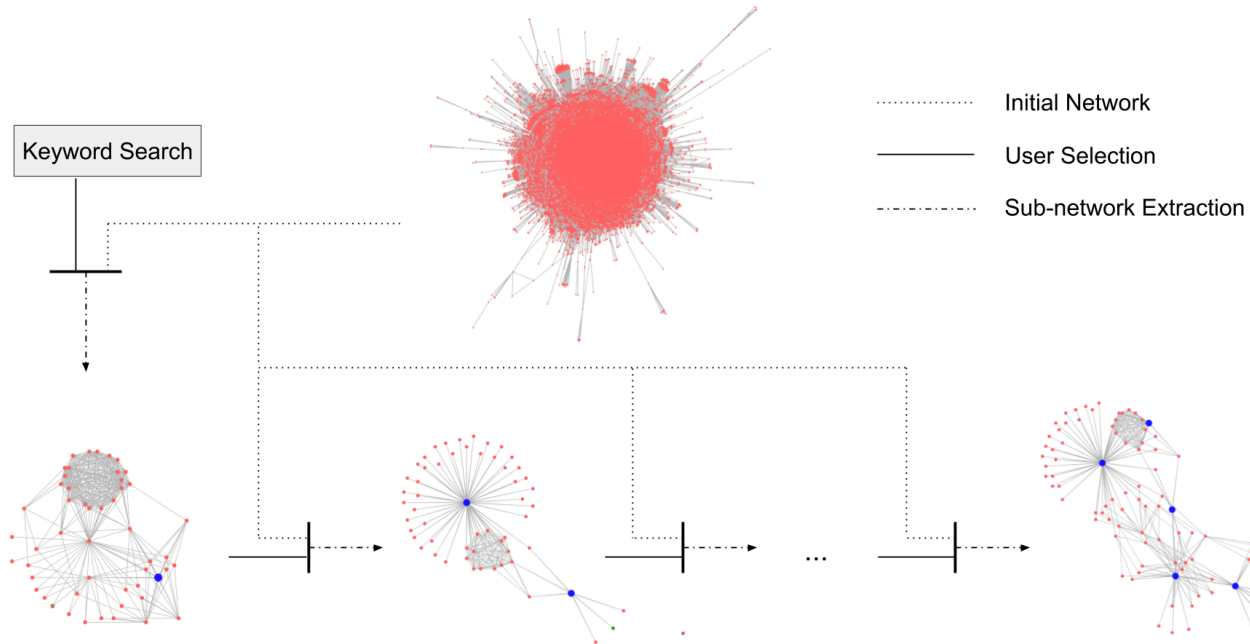 Initial Network
Keyword Search
User Selection
Sub-network Extraction
...